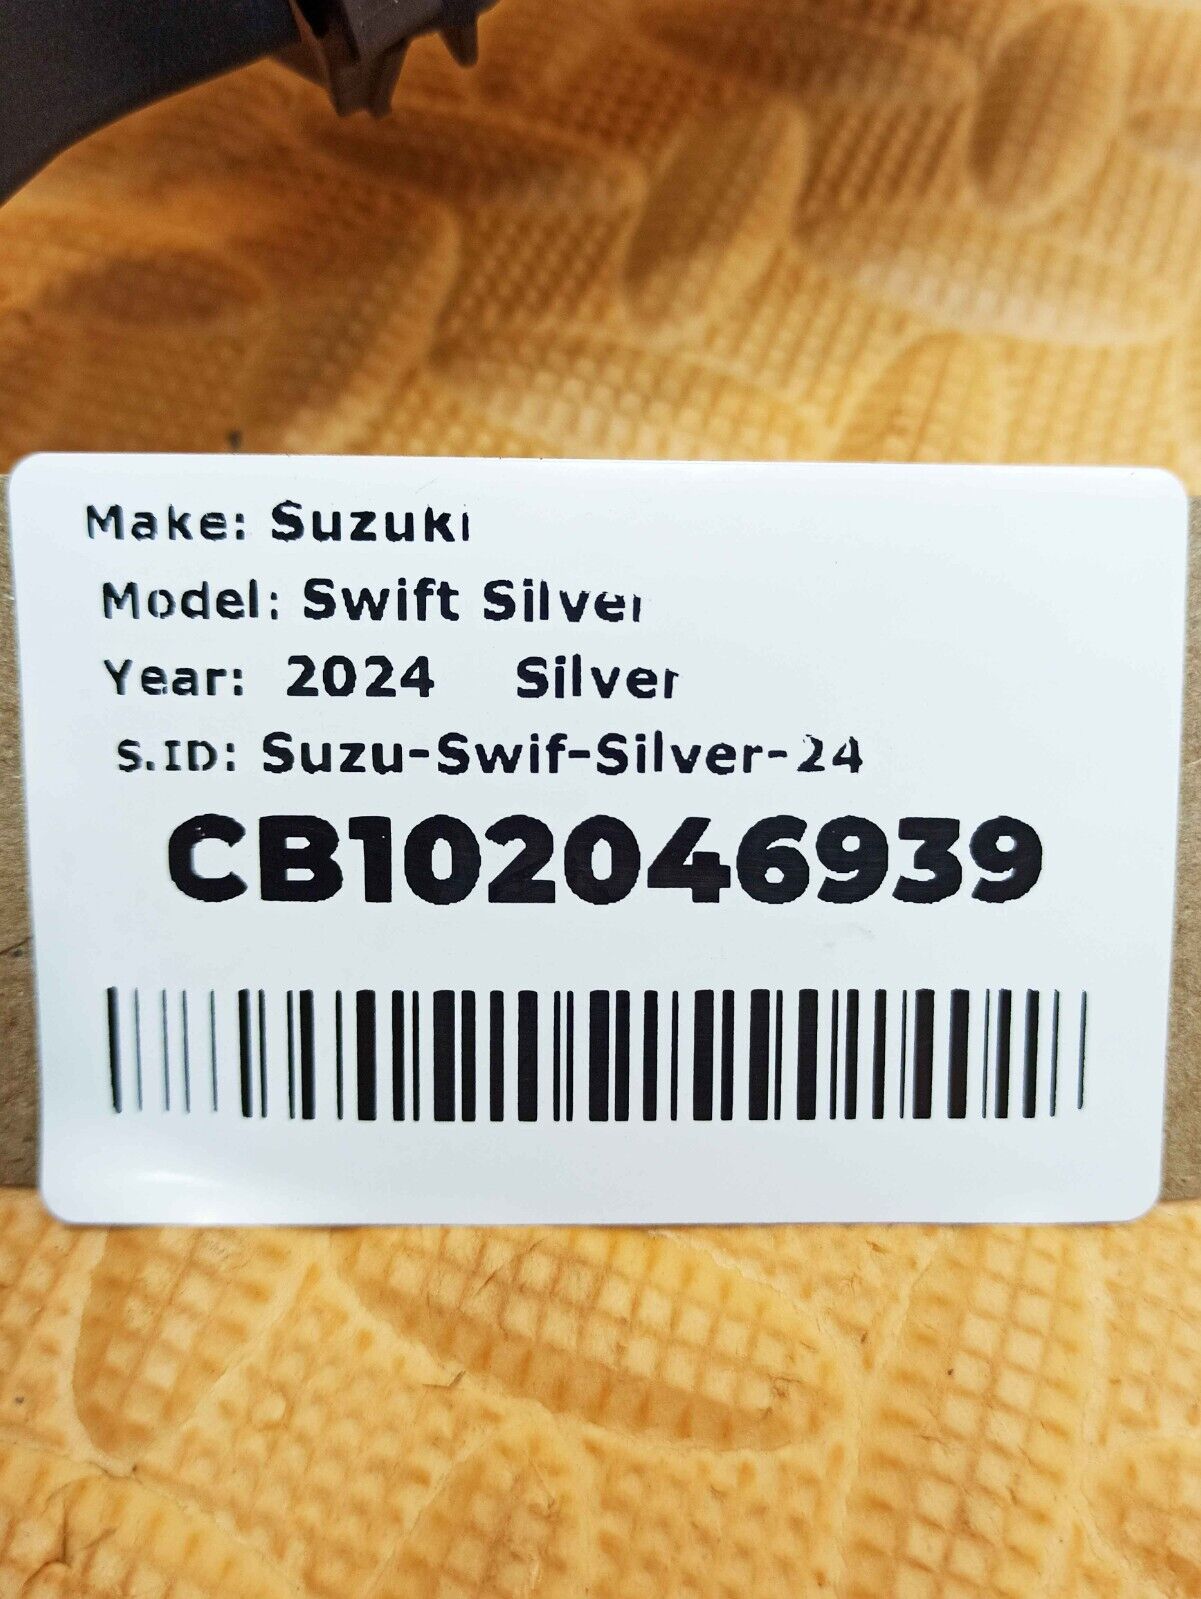 Make: Suzuki
Model: Swift Silver
Year: 2024 Silver
S.ID: Suzu-Swif-Silver-24
CB102046939